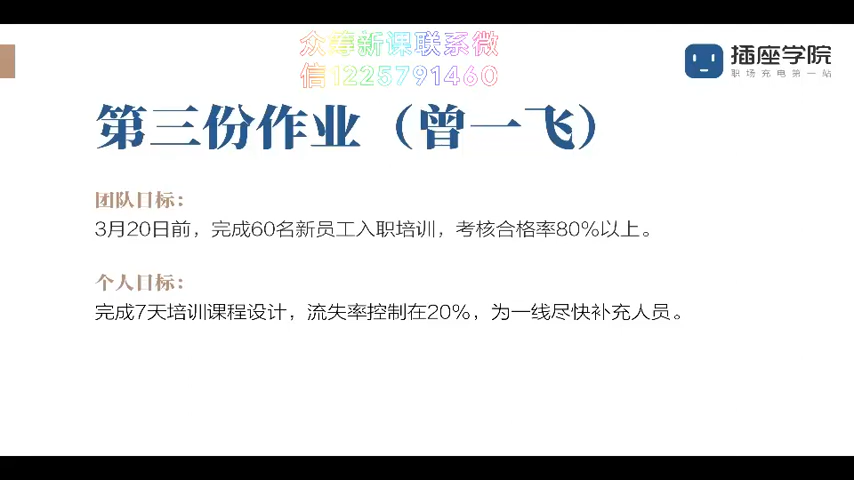 众筹新课联系微
信1225791460
插座学院
职场充电第一站
第三份作业（曾一飞）
团队目标：
3月20日前，完成60名新员工入职培训，考核合格率80%以上。
个人目标：
完成7天培训课程设计，流失率控制在20%，为一线尽快补充人员。